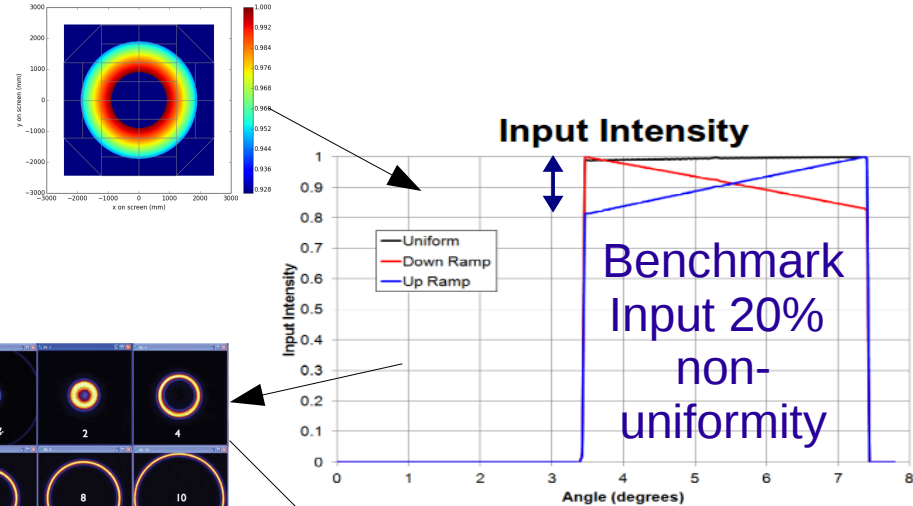 3000
2000
1000
0
−1000
−2000
−3000
y on screen (mm)
−3000 −2000 −1000 0 1000 2000 3000
x on screen (mm)
1.000
0.992
0.984
0.976
0.968
0.960
0.952
0.944
0.936
0.928
Input Intensity
1
0.9
0.8
0.7
0.6
0.5
0.4
0.3
0.2
0.1
0
Input Intensity
Uniform
Down Ramp
Up Ramp
Benchmark
Input 20%
non-
uniformity
0 1 2 3 4 5 6 7 8
Angle (degrees)
2 4
8 10